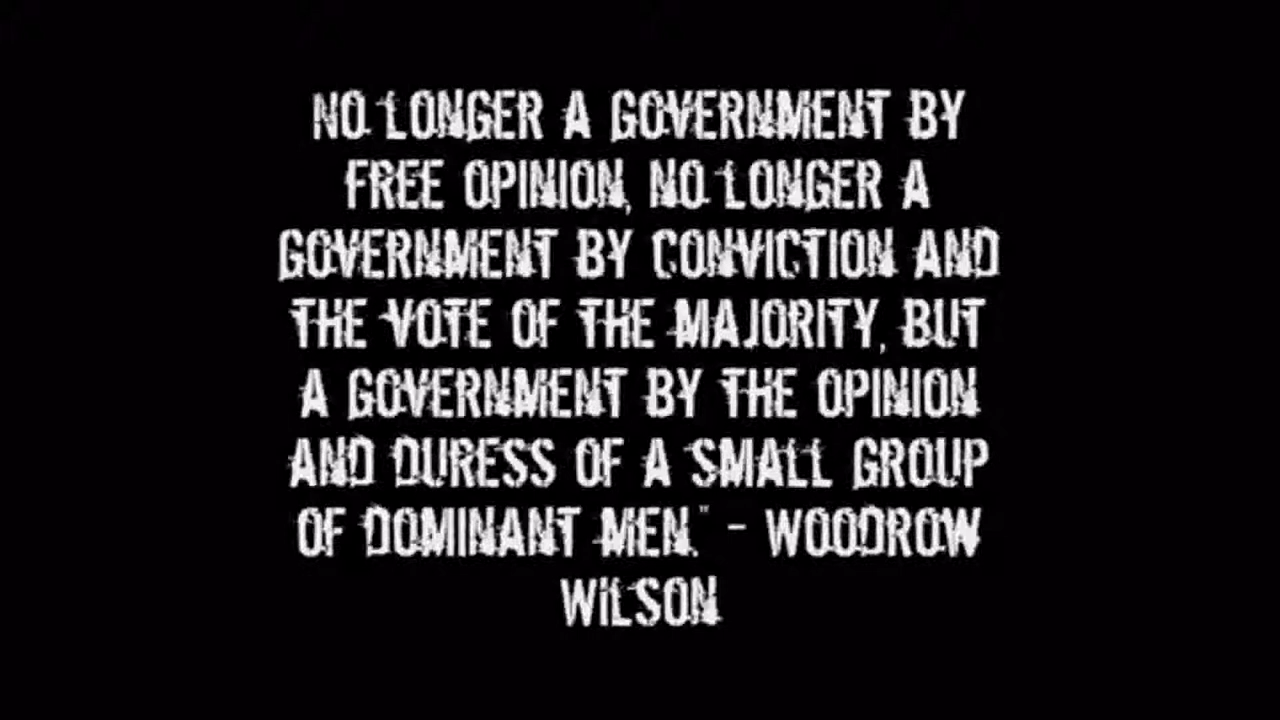 NO LONGER A GOVERNMENT BY
FREE OPINION, NO LONGER A
GOVERNMENT BY CONVICTION AND
THE VOTE OF THE MAJORITY, BUT
A GOVERNMENT BY THE OPINION
AND DURESS OF A SMALL GROUP
OF DOMINANT MEN." - WOODROW
WILSON